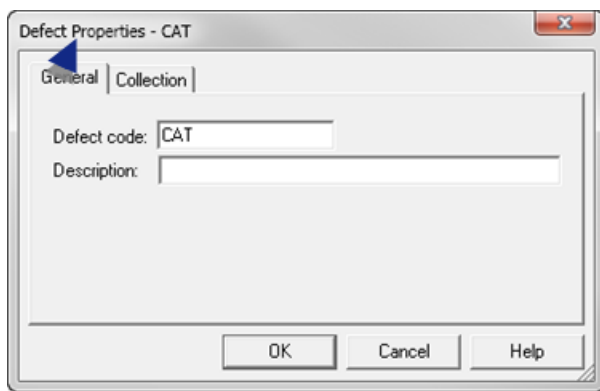 Defect Properties - CAT
General Collection
Defect code: CAT
Description:
OK Cancel Help